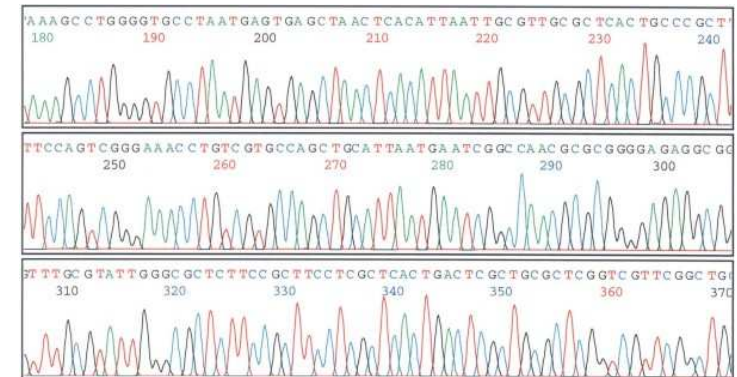 AAAGCCTGGGGTGCCTAATGAGTGAGCTAACTCACATTAATTGCGTTGCGCTCACTGCCCGCT
180 190 200 210 220 230 240
TTCCAGTCGGGAAACCTGTCGTGCCAGCTGCATTAATGAATCGGCCAACGCGCGGGGAGAGGCGG
250 260 270 280 290 300
GTTTGCGTATTGGGCGCTCTTCCGCTTCCTCGCTCACTGACTCGCTGCGCTCGGTCGTTCGGCTG
310 320 330 340 350 360 370